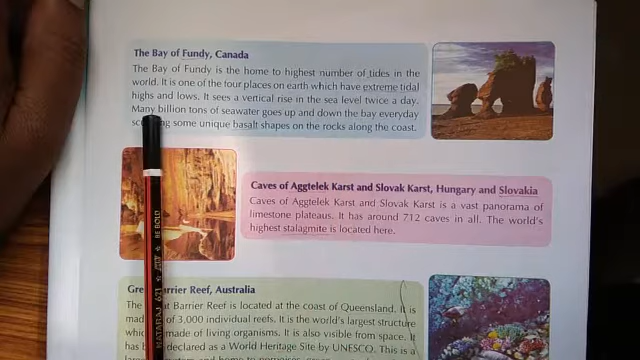 The Bay of Fundy, Canada
The Bay of Fundy is the home to highest number of tides in the
world. It is one of the four places on earth which have extreme tidal
highs and lows. It sees a vertical rise in the sea level twice a day.
Many billion tons of seawater goes up and down the bay everyday
some unique basalt shapes on the rocks along the coast.
Caves of Aggtelek Karst and Slovak Karst, Hungary and Slovakia
Caves of Aggtelek Karst and Slovak Karst is a vast panorama of
limestone plateaus. It has around 712 caves in all. The world's
highest stalagmite is located here.
Barrier Reef, Australia
The Barrier Reef is located at the coast of Queensland. It is
of 3,000 individual reefs. It is the world's largest structure
made of living organisms. It is also visible from space. It
declared as a World Heritage Site by UNESCO. This is a
NATARAJ 621 BOLD